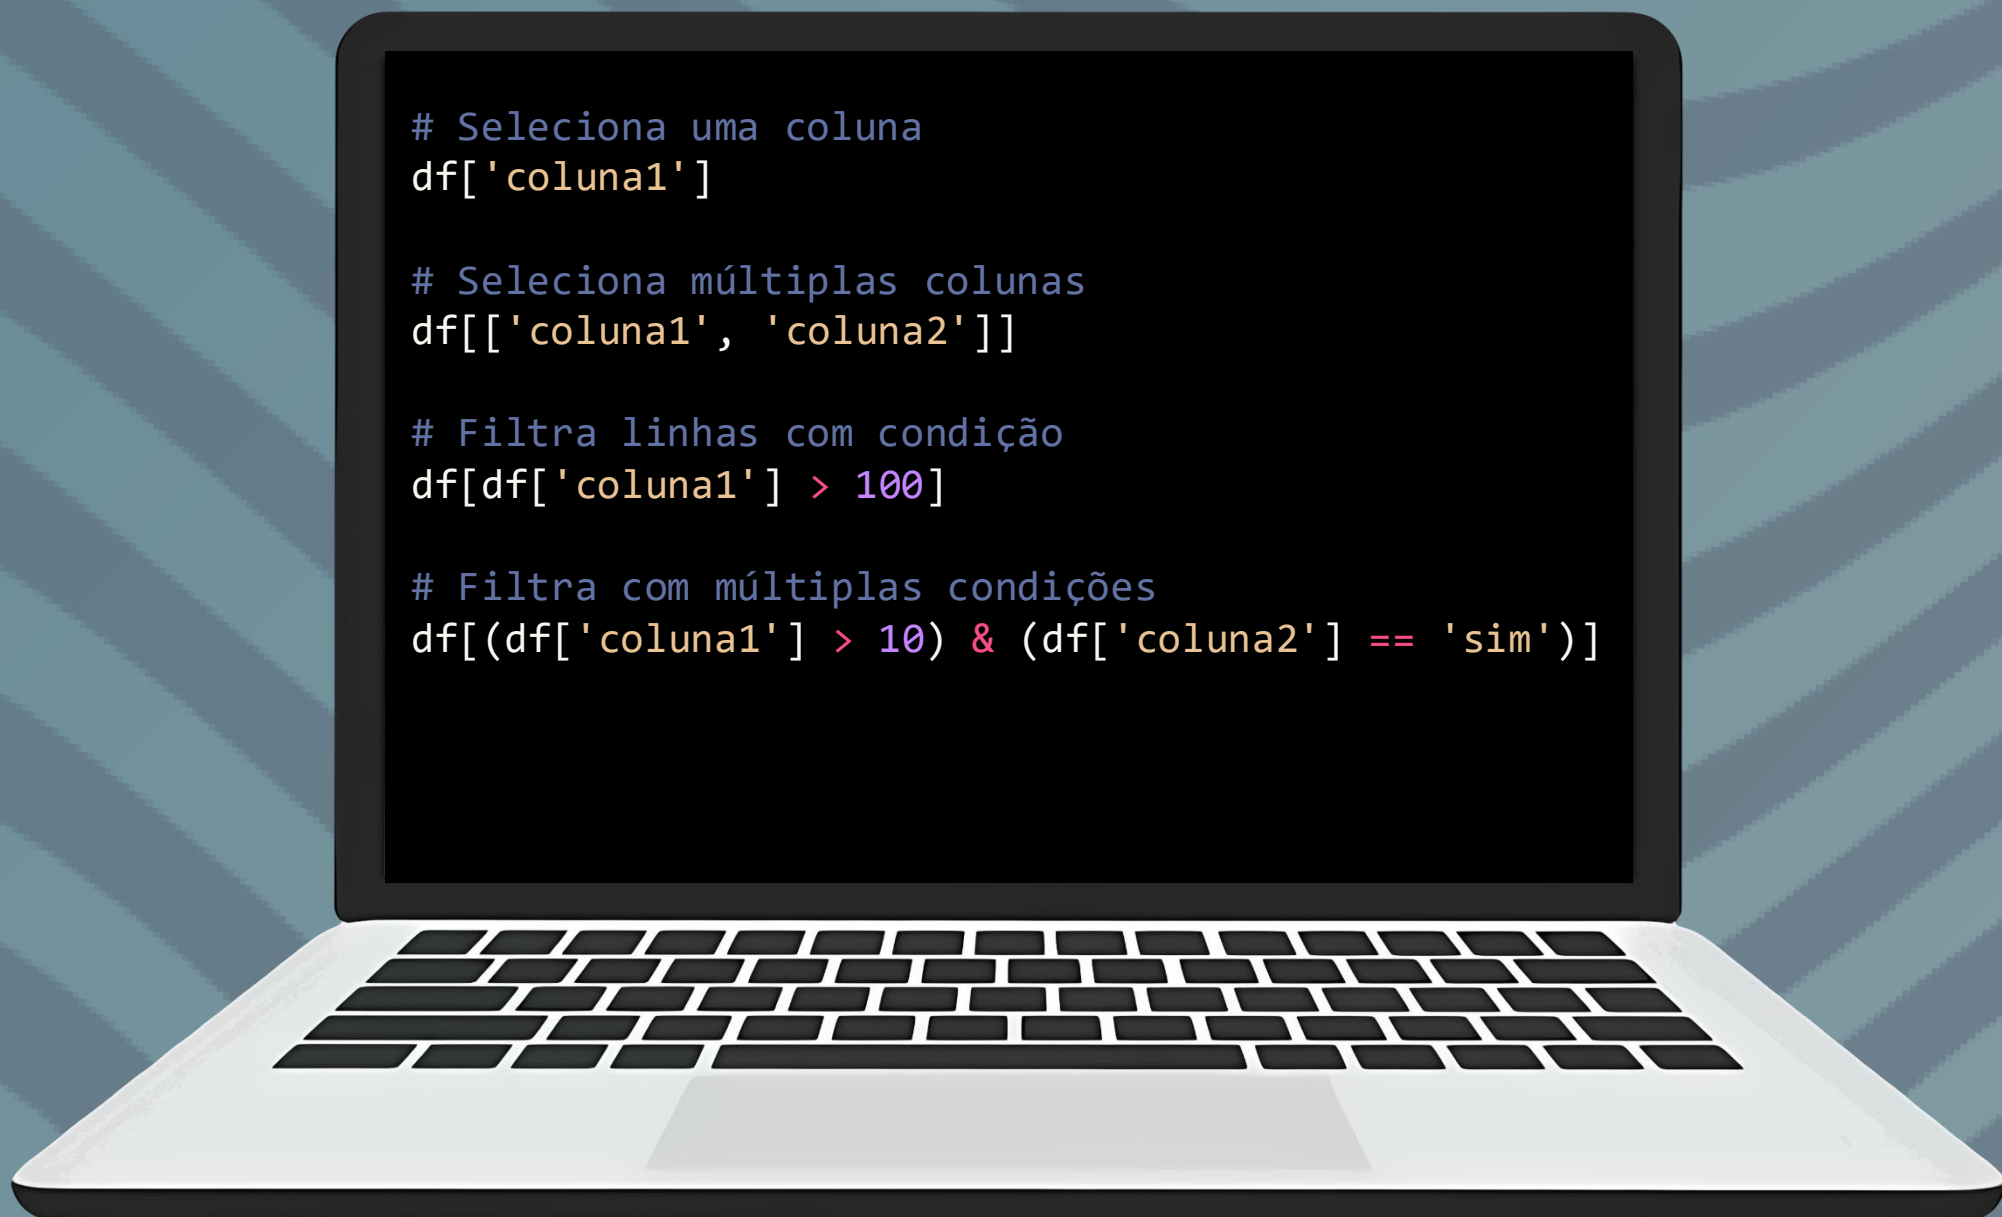 # Seleciona uma coluna
df['coluna1']
# Seleciona múltiplas colunas
df[['coluna1', 'coluna2']]
# Filtra linhas com condição
df[df['coluna1'] > 100]
# Filtra com múltiplas condições
df[(df['coluna1'] > 10) & (df['coluna2'] == 'sim')]